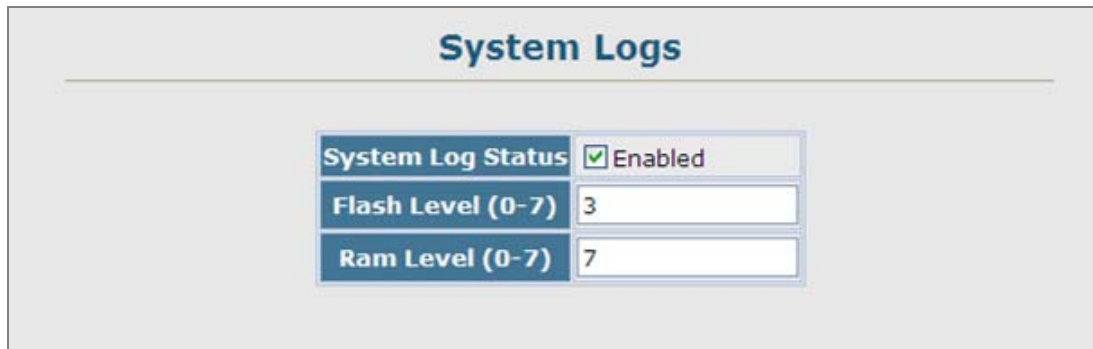 System Logs
System Log Status Enabled
Flash Level (0-7) 3
Ram Level (0-7) 7